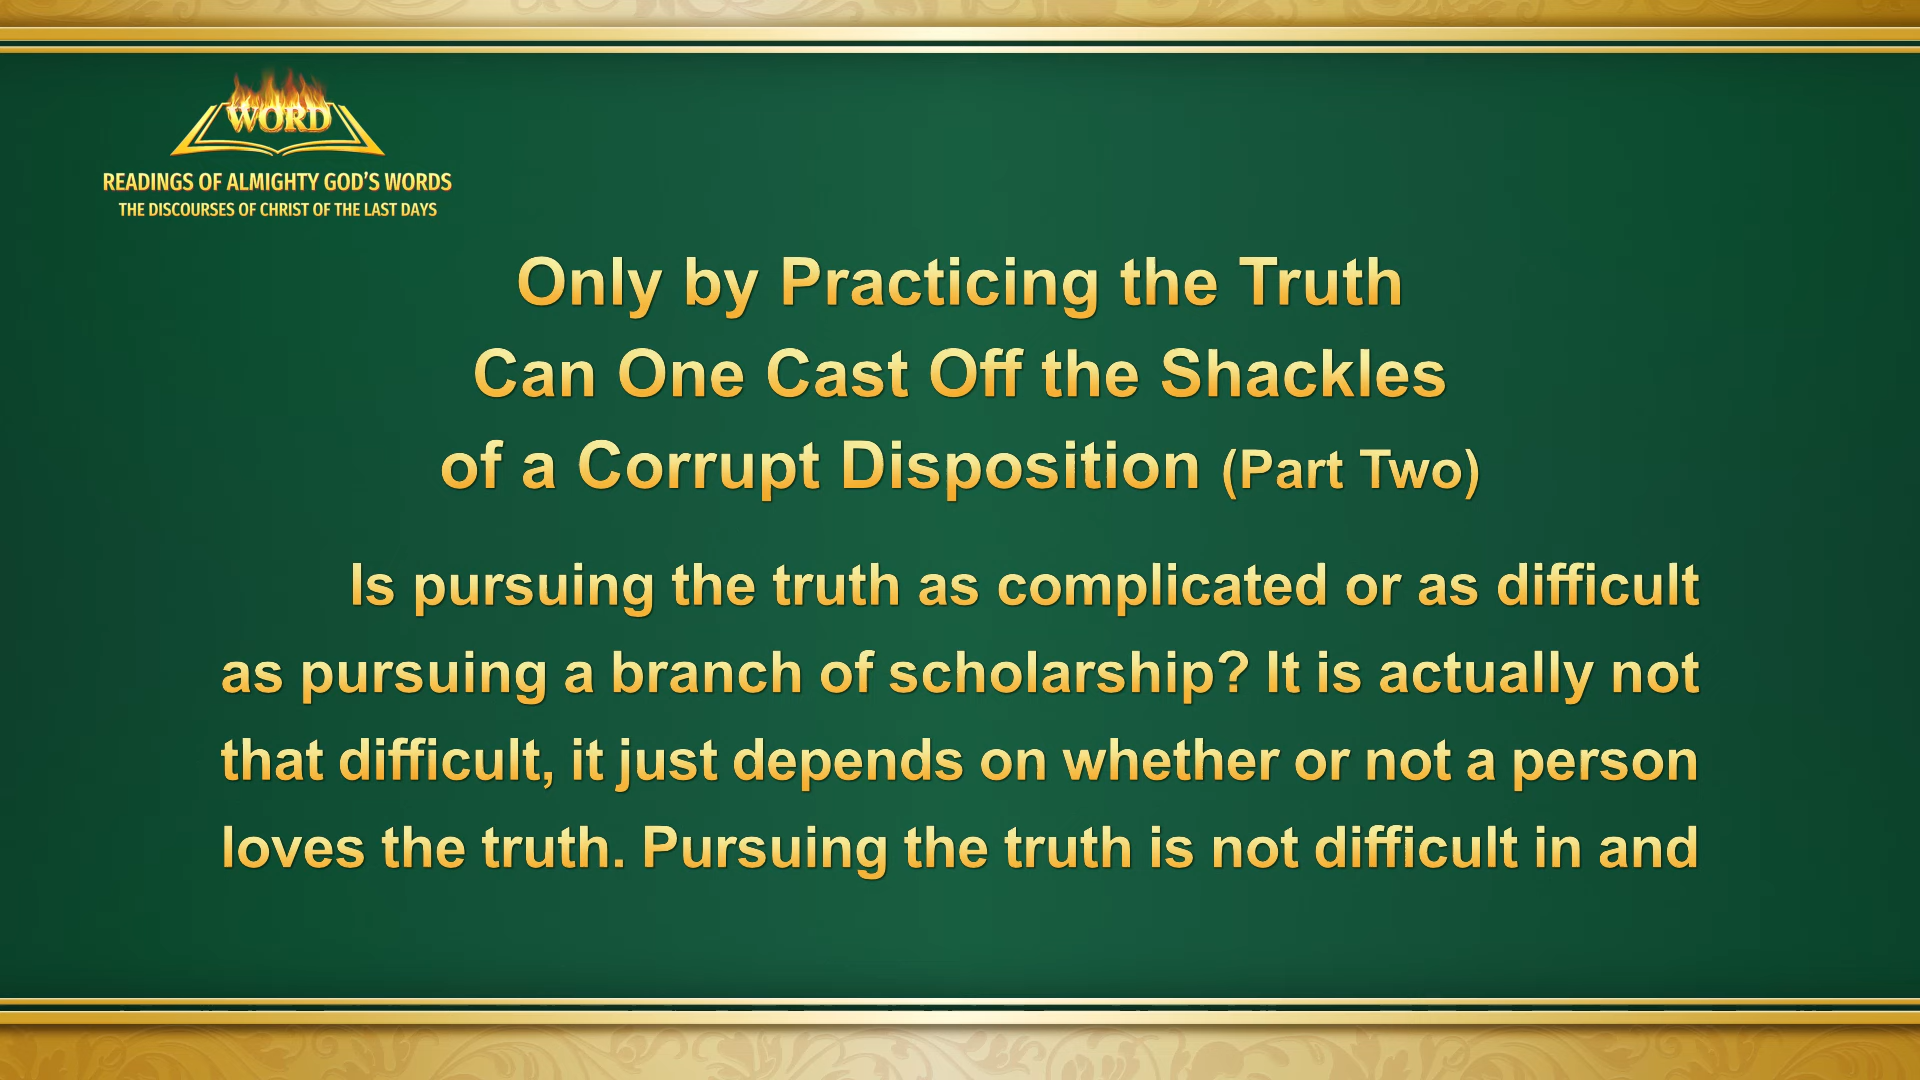 WORD
READINGS OF ALMIGHTY GOD'S WORDS
THE DISCOURSES OF CHRIST OF THE LAST DAYS
Only by Practicing the Truth
Can One Cast Off the Shackles
of a Corrupt Disposition (Part Two)
Is pursuing the truth as complicated or as difficult
as pursuing a branch of scholarship? It is actually not
that difficult, it just depends on whether or not a person
loves the truth. Pursuing the truth is not difficult in and